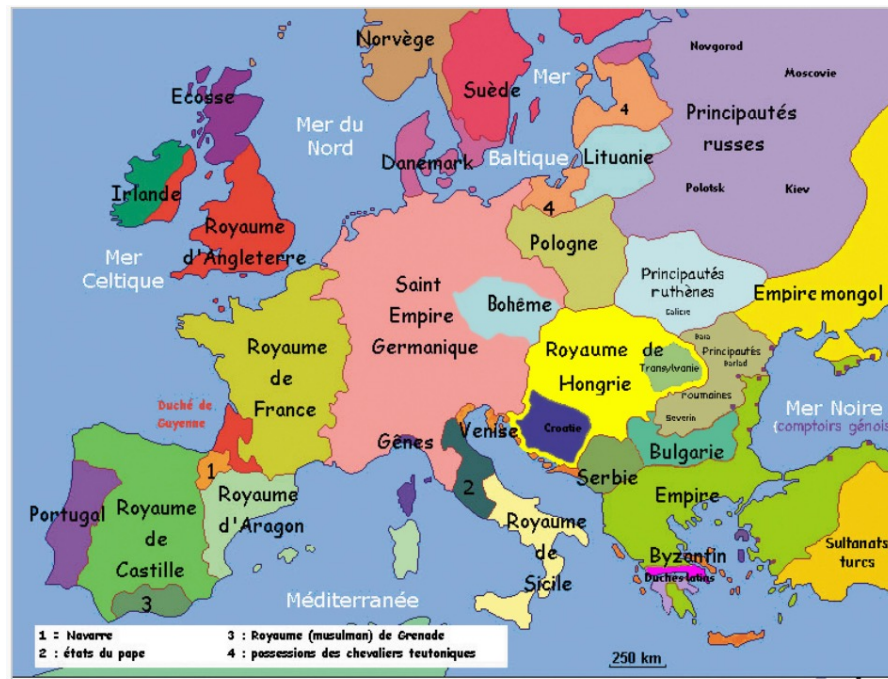 Norvège
Novgorod
Moscovie
Ecosse
Suède
Mer
4
Principautés
russes
Mer du
Nord
Danemark
Baltique
Lituanie
Irlande
4
Polotsk
Kiev
Royaume
d'Angleterre
Pologne
Mer
Celtique
Saint
Empire
Germanique
Bohême
Principautés
ruthènes
Galicie
Empire mongol
Royaume
de
France
Royaume de
Hongrie
Transylvanie
Principautés
Barlad
roumaines
Severin
Duché de
Guyenne
Gênes
Venise
Croatie
Mer Noire
(comptoirs génois
1
Serbie
Bulgarie
Portugal
Royaume
de
Castille
Royaume
d'Aragon
2
Royaume
de
Sicile
Empire
Byzantin
Duchés latins
Sultanats
turcs
3
Méditerranée
1 = Navarre
2 : états du pape
3 : Royaume (musulman) de Grenade
4 : possessions des chevaliers teutoniques
250 km